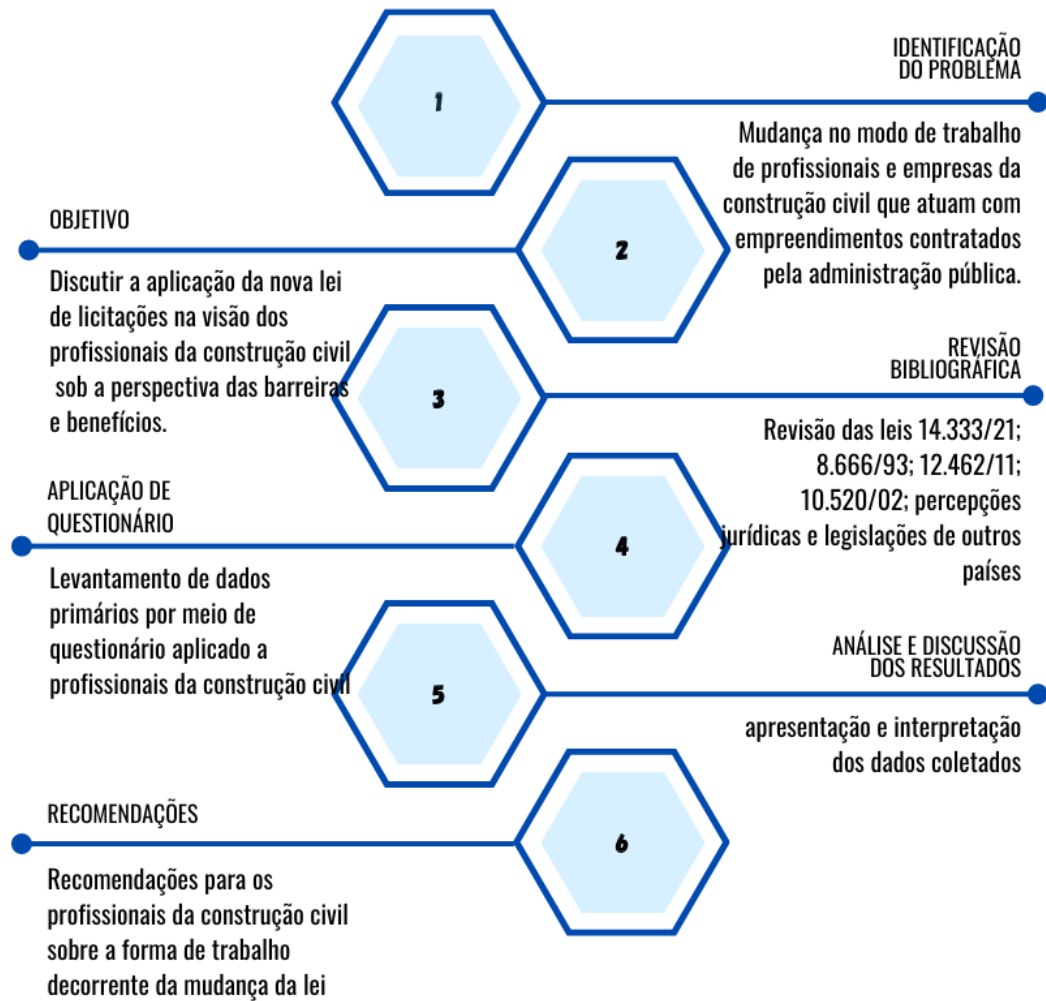 1
IDENTIFICAÇÃO
DO PROBLEMA
Mudança no modo de trabalho
de profissionais e empresas da
construção civil que atuam com
empreendimentos contratados
pela administração pública.
2
OBJETIVO
Discutir a aplicação da nova lei
de licitações na visão dos
profissionais da construção civil
sob a perspectiva das barreiras
e benefícios.
3
REVISÃO
BIBLIOGRÁFICA
Revisão das leis 14.333/21;
8.666/93; 12.462/11;
10.520/02; percepções
jurídicas e legislações de outros
países
4
APLICAÇÃO DE
QUESTIONÁRIO
Levantamento de dados
primários por meio de
questionário aplicado a
profissionais da construção civil
5
ANÁLISE E DISCUSSÃO
DOS RESULTADOS
apresentação e interpretação
dos dados coletados
6
RECOMENDAÇÕES
Recomendações para os
profissionais da construção civil
sobre a forma de trabalho
decorrente da mudança da lei